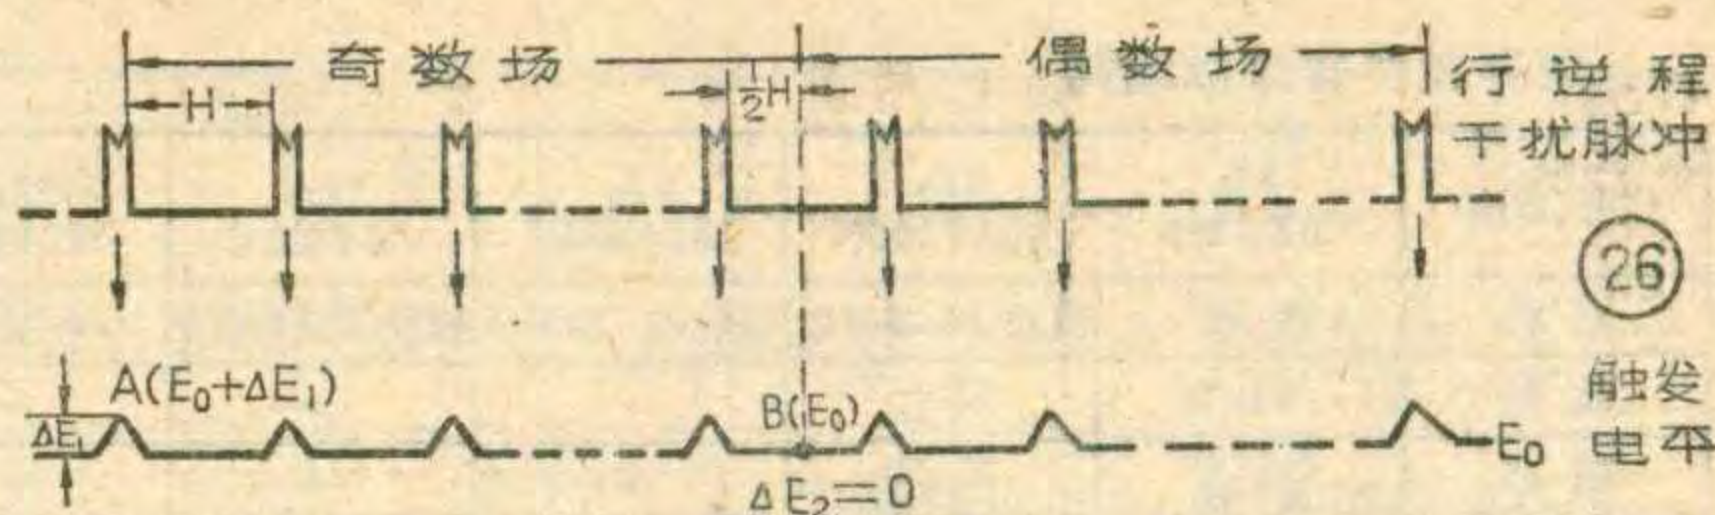 奇数场
偶数场
H
1/2H
行逆程
干扰脉冲
26
A(E₀+ΔE₁)
ΔE₁
B(E₀)
ΔE₂=0
E₀
触发
电平